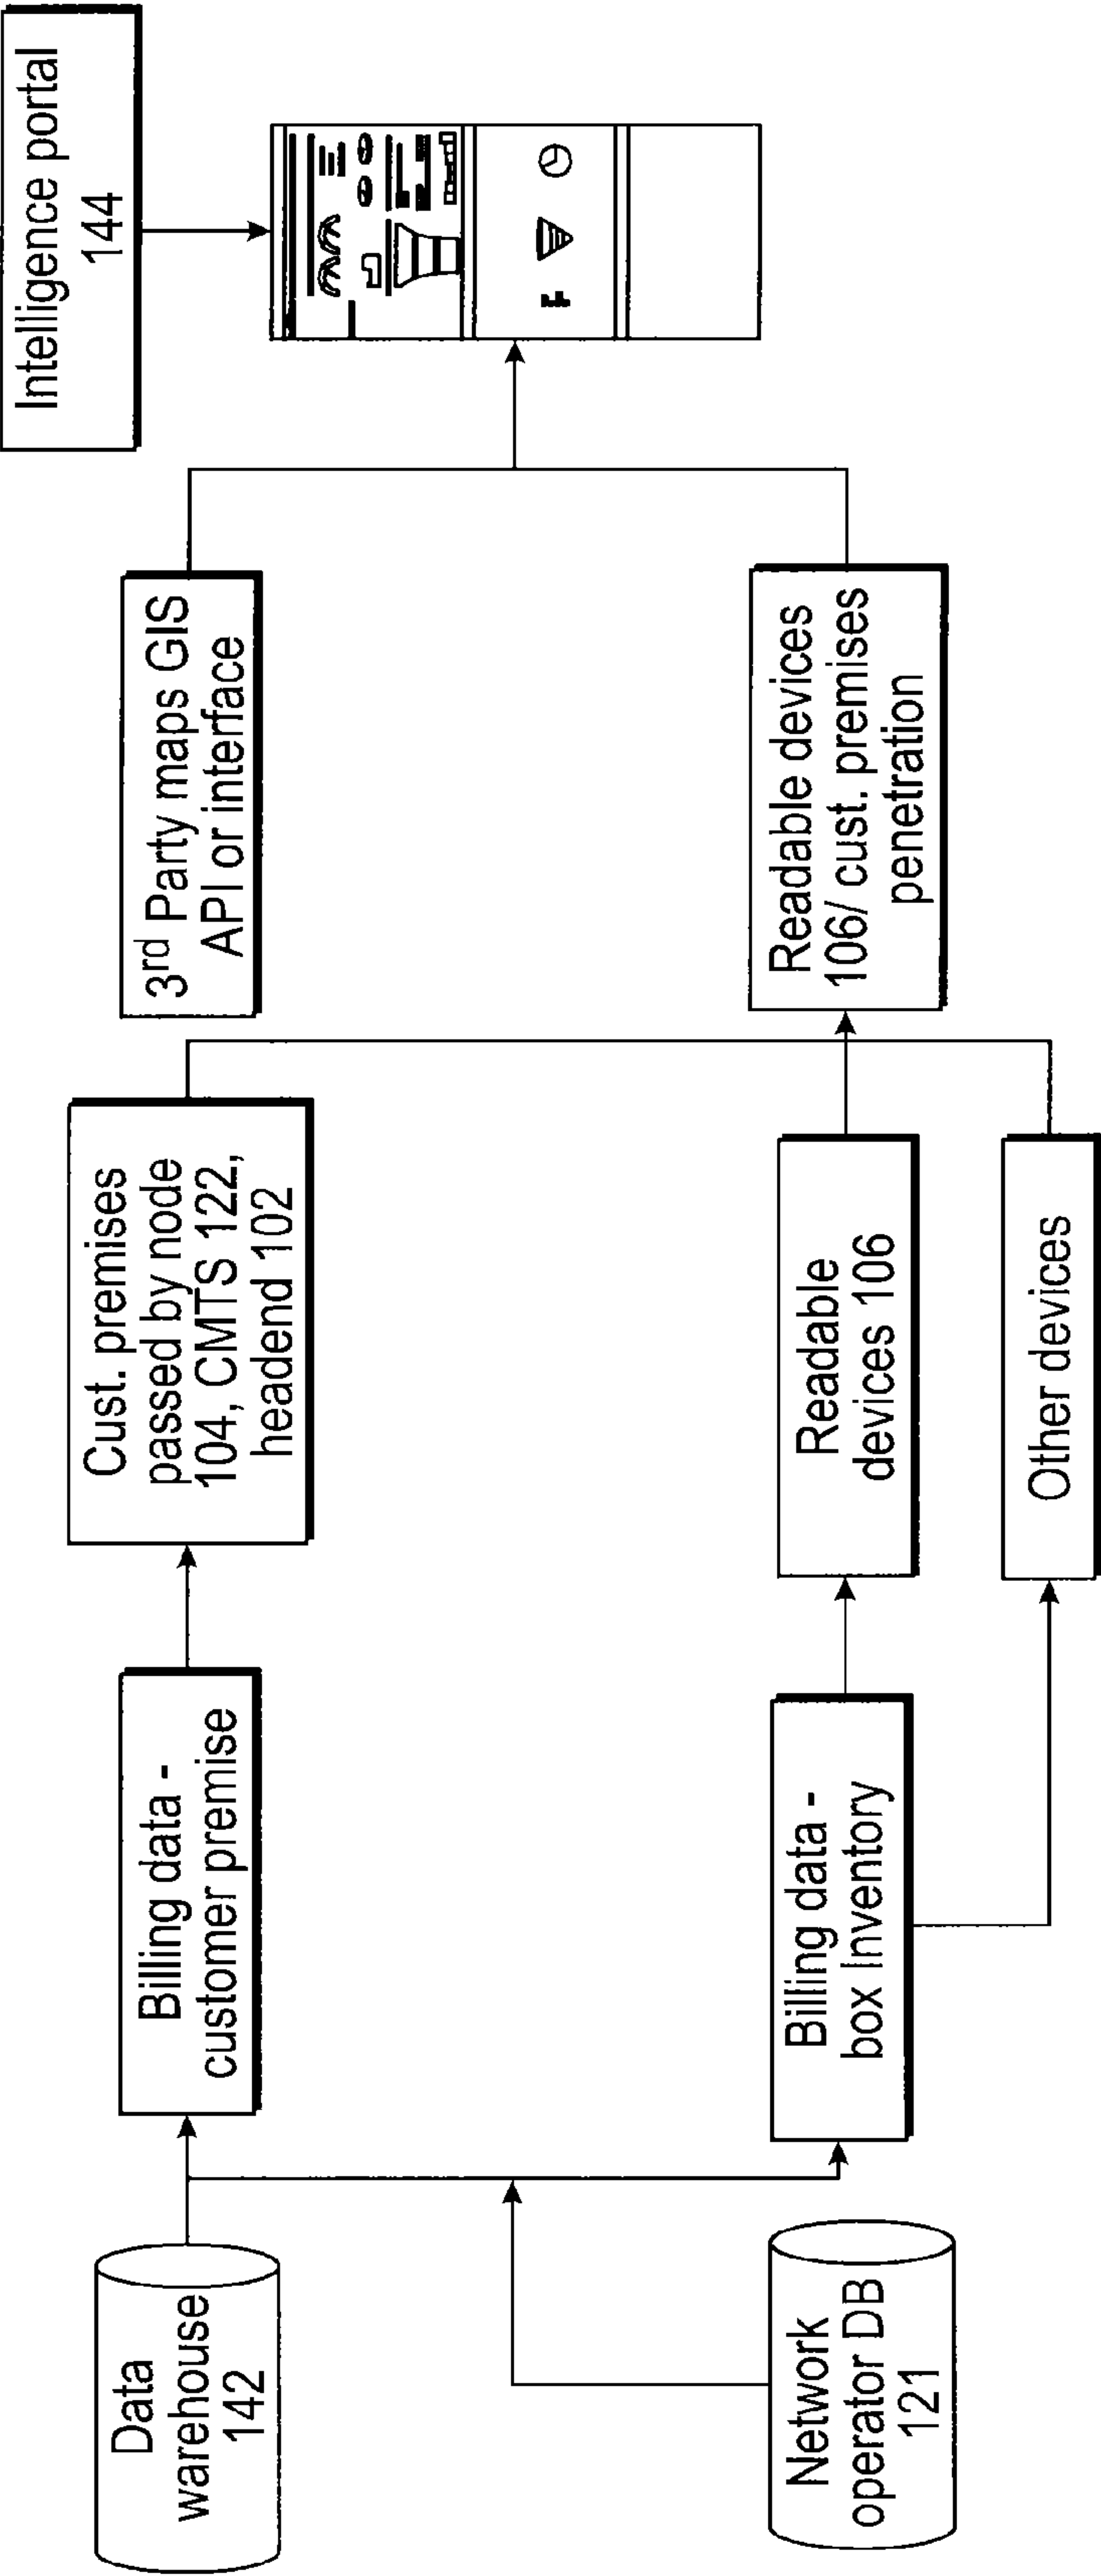 Data
warehouse
142
Network
operator DB
121
Billing data -
customer premise
Billing data -
box Inventory
Cust. premises
passed by node
104, CMTS 122,
headend 102
Readable
devices 106
Other devices
3rd Party maps GIS
API or interface
Readable devices
106/ cust. premises
penetration
Intelligence portal
144